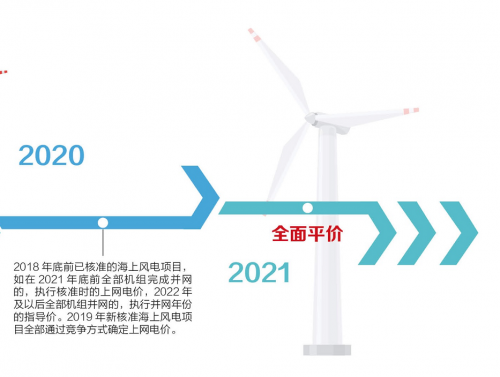 2020
2018 年底前已核准的海上风电项目，
如在 2021 年底前全部机组完成并网
的，执行核准时的上网电价，2022 年
及以后全部机组并网的，执行并网年份
的指导价。2019 年新核准海上风电项
目全部通过竞争方式确定上网电价。
全面平价
2021